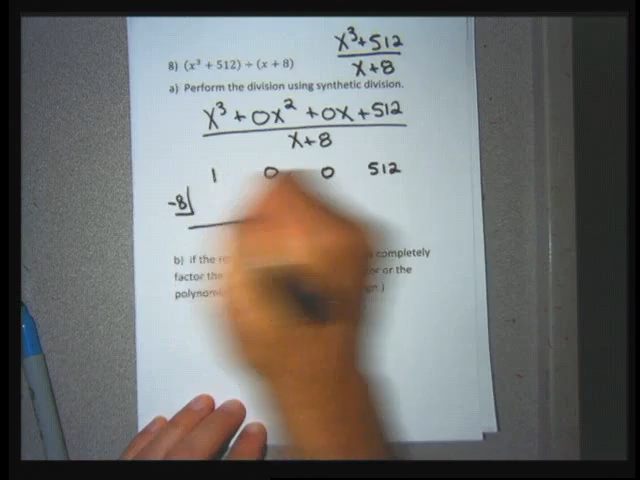 x³+512
8) (x³ + 512) ÷ (x + 8)
x+8
a) Perform the division using synthetic division.
x³ + 0x² + 0x + 512
x+8
1 0 0 512
-8
b) if the completely
factor the or the